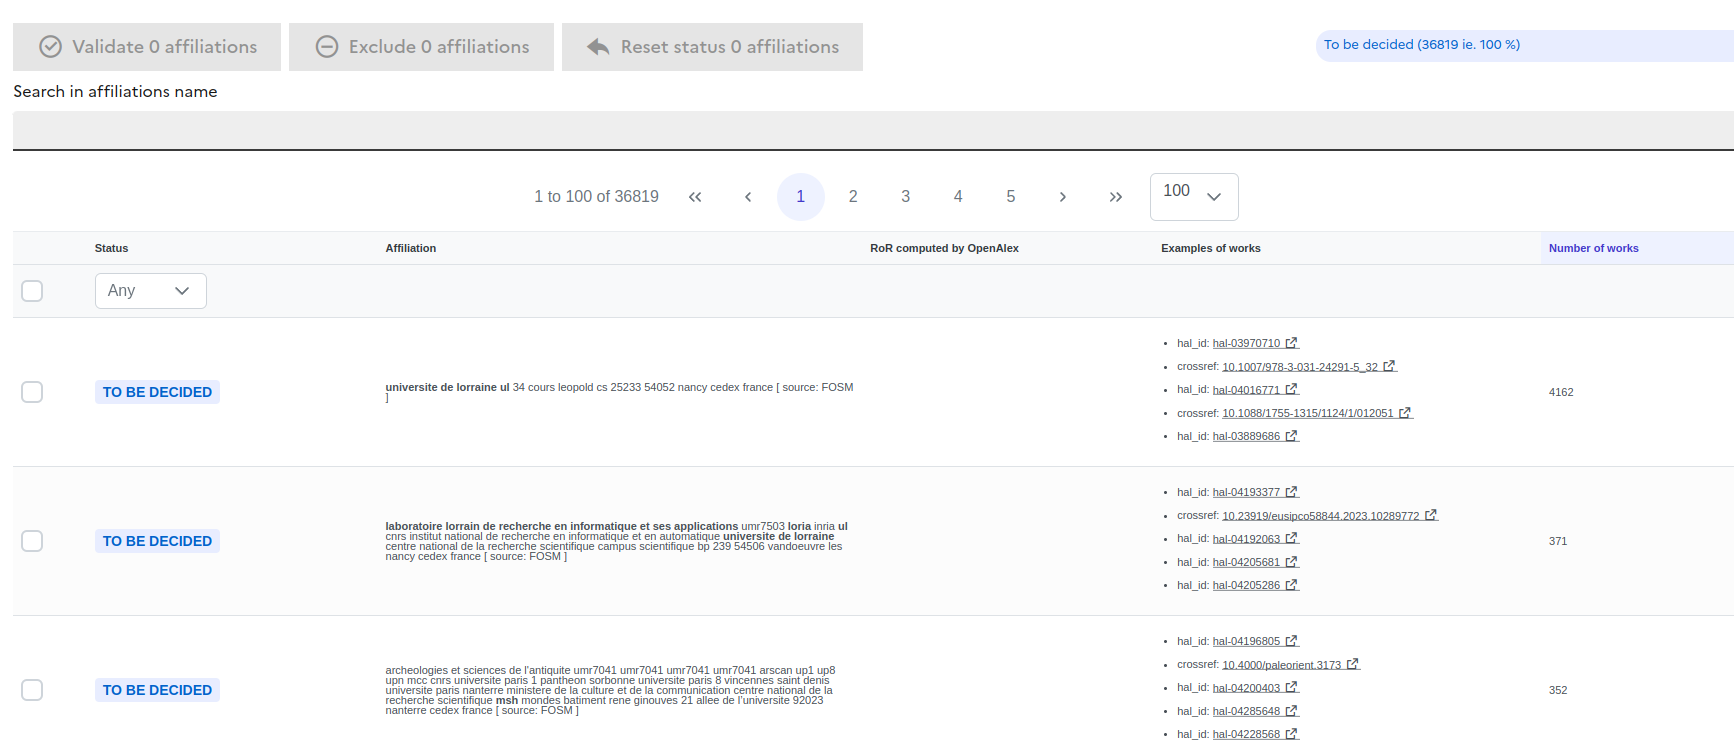 Validate 0 affiliations
Exclude 0 affiliations
Reset status 0 affiliations
To be decided (36819 ie. 100 %)
Search in affiliations name
1 to 100 of 36819
1
2
3
4
5
100
Status
Affiliation
RoR computed by OpenAlex
Examples of works
Number of works
Any
TO BE DECIDED
universite de lorraine ul 34 cours leopold cs 25233 54052 nancy cedex france [ source: FOSM
]
hal_id: hal-03970710
crossref: 10.1007/978-3-031-24291-5_32
hal_id: hal-04016771
crossref: 10.1088/1755-1315/1124/1/012051
hal_id: hal-03889686
4162
TO BE DECIDED
laboratoire lorrain de recherche en informatique et ses applications umr7503 loria inria ul
cnrs institut national de recherche en informatique et en automatique universite de lorraine
centre national de la recherche scientifique campus scientifique bp 239 54506 vandoeuvre les
nancy cedex france [ source: FOSM ]
hal_id: hal-04193377
crossref: 10.23919/eusipco58844.2023.10289772
hal_id: hal-04192063
hal_id: hal-04205681
hal_id: hal-04205286
371
TO BE DECIDED
archeologies et sciences de l'antiquite umr7041 umr7041 umr7041 umr7041 arscan up1 up8
upn mcc cnrs universite paris 1 pantheon sorbonne universite paris 8 vincennes saint denis
universite paris nanterre ministere de la culture et de la communication centre national de la
recherche scientifique msh mondes batiment rene ginouves 21 allee de l'universite 92023
nanterre cedex france [ source: FOSM ]
hal_id: hal-04196805
crossref: 10.4000/paleorient.3173
hal_id: hal-04200403
hal_id: hal-04285648
hal_id: hal-04228568
352